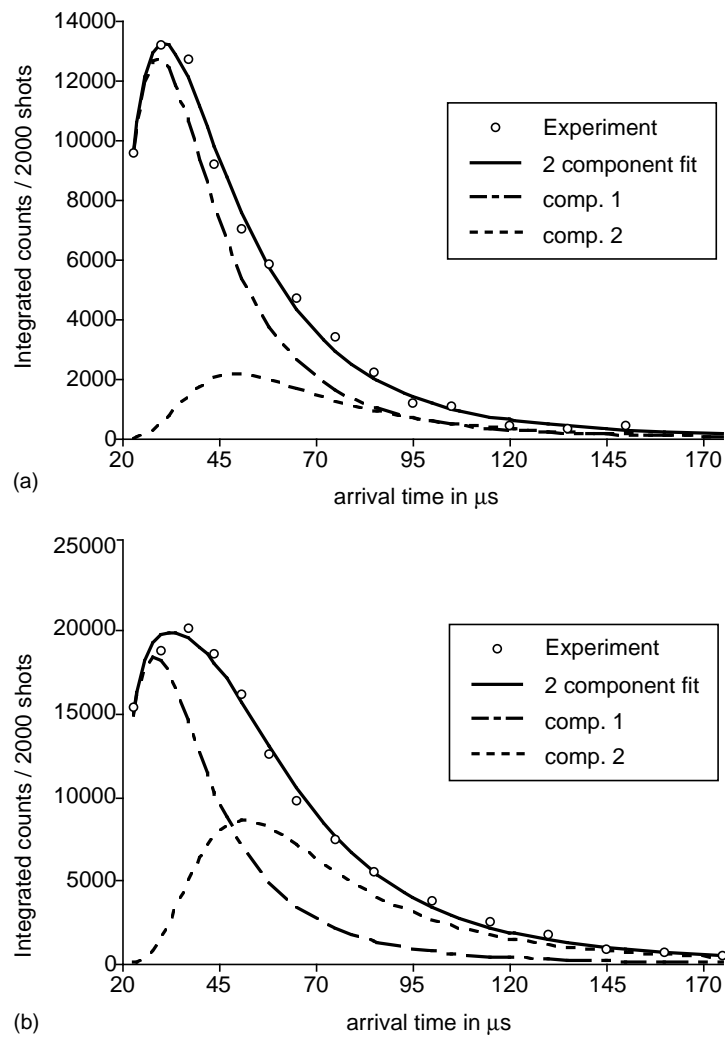 14000
12000
10000
8000
6000
4000
2000
0
Integrated counts / 2000 shots
Experiment
2 component fit
comp. 1
comp. 2
20 45 70 95 120 145 170
(a)
arrival time in μs
25000
20000
15000
10000
5000
0
Integrated counts / 2000 shots
Experiment
2 component fit
comp. 1
comp. 2
20 45 70 95 120 145 170
(b)
arrival time in μs